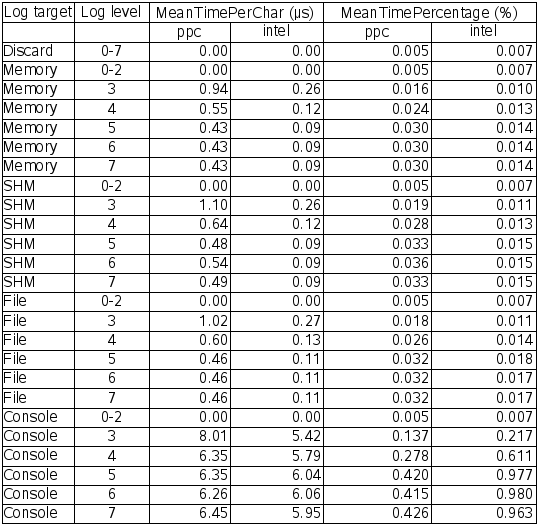 Log target Log level MeanTimePerChar (µs) MeanTimePercentage (%)
ppc intel ppc intel
Discard 0-7 0.00 0.00 0.005 0.007
Memory 0-2 0.00 0.00 0.005 0.007
Memory 3 0.94 0.26 0.016 0.010
Memory 4 0.55 0.12 0.024 0.013
Memory 5 0.43 0.09 0.030 0.014
Memory 6 0.43 0.09 0.030 0.014
Memory 7 0.43 0.09 0.030 0.014
SHM 0-2 0.00 0.00 0.005 0.007
SHM 3 1.10 0.26 0.019 0.011
SHM 4 0.64 0.12 0.028 0.013
SHM 5 0.48 0.09 0.033 0.015
SHM 6 0.54 0.09 0.036 0.015
SHM 7 0.49 0.09 0.033 0.015
File 0-2 0.00 0.00 0.005 0.007
File 3 1.02 0.27 0.018 0.011
File 4 0.60 0.13 0.026 0.014
File 5 0.46 0.11 0.032 0.018
File 6 0.46 0.11 0.032 0.017
File 7 0.46 0.11 0.032 0.017
Console 0-2 0.00 0.00 0.005 0.007
Console 3 8.01 5.42 0.137 0.217
Console 4 6.35 5.79 0.278 0.611
Console 5 6.35 6.04 0.420 0.977
Console 6 6.26 6.06 0.415 0.980
Console 7 6.45 5.95 0.426 0.963